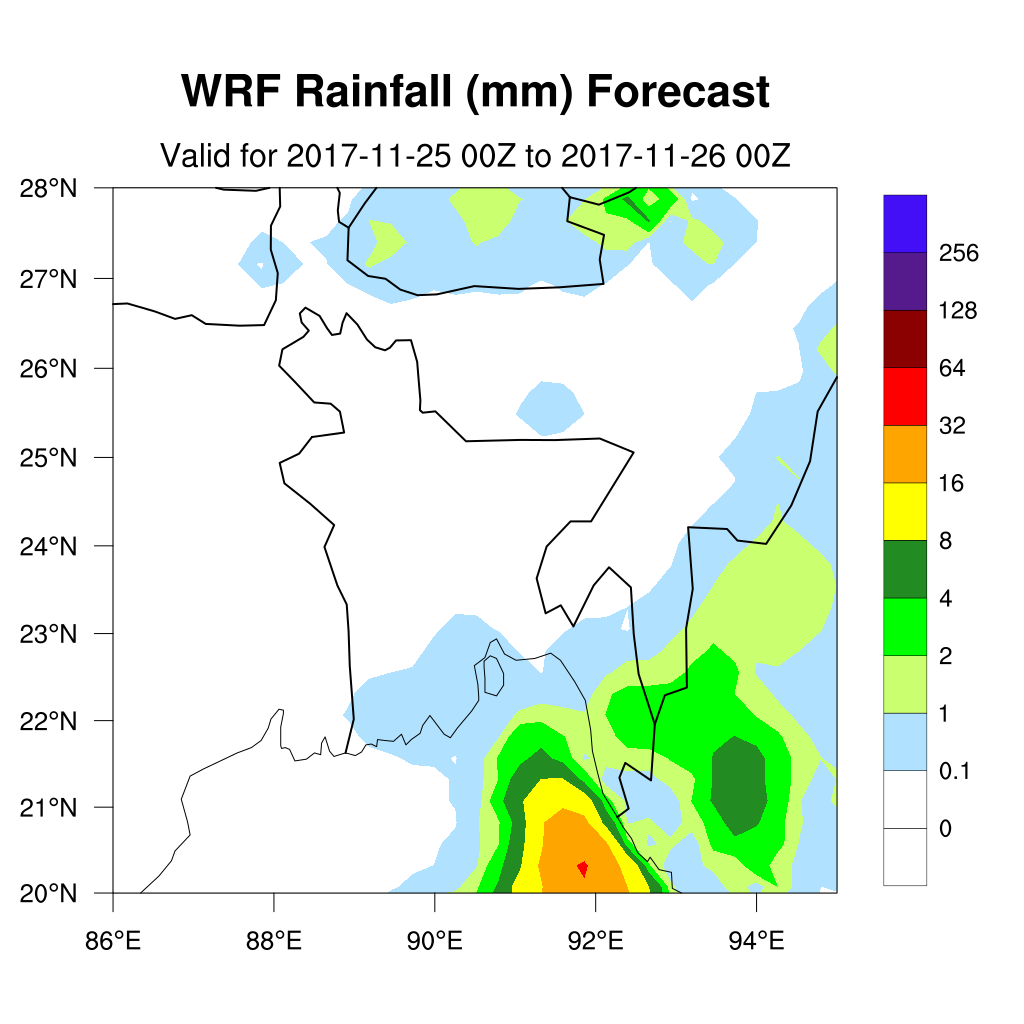 WRF Rainfall (mm) Forecast
Valid for 2017-11-25 00Z to 2017-11-26 00Z
28°N
27°N
26°N
25°N
24°N
23°N
22°N
21°N
20°N
86°E 88°E 90°E 92°E 94°E
256
128
64
32
16
8
4
2
1
0.1
0